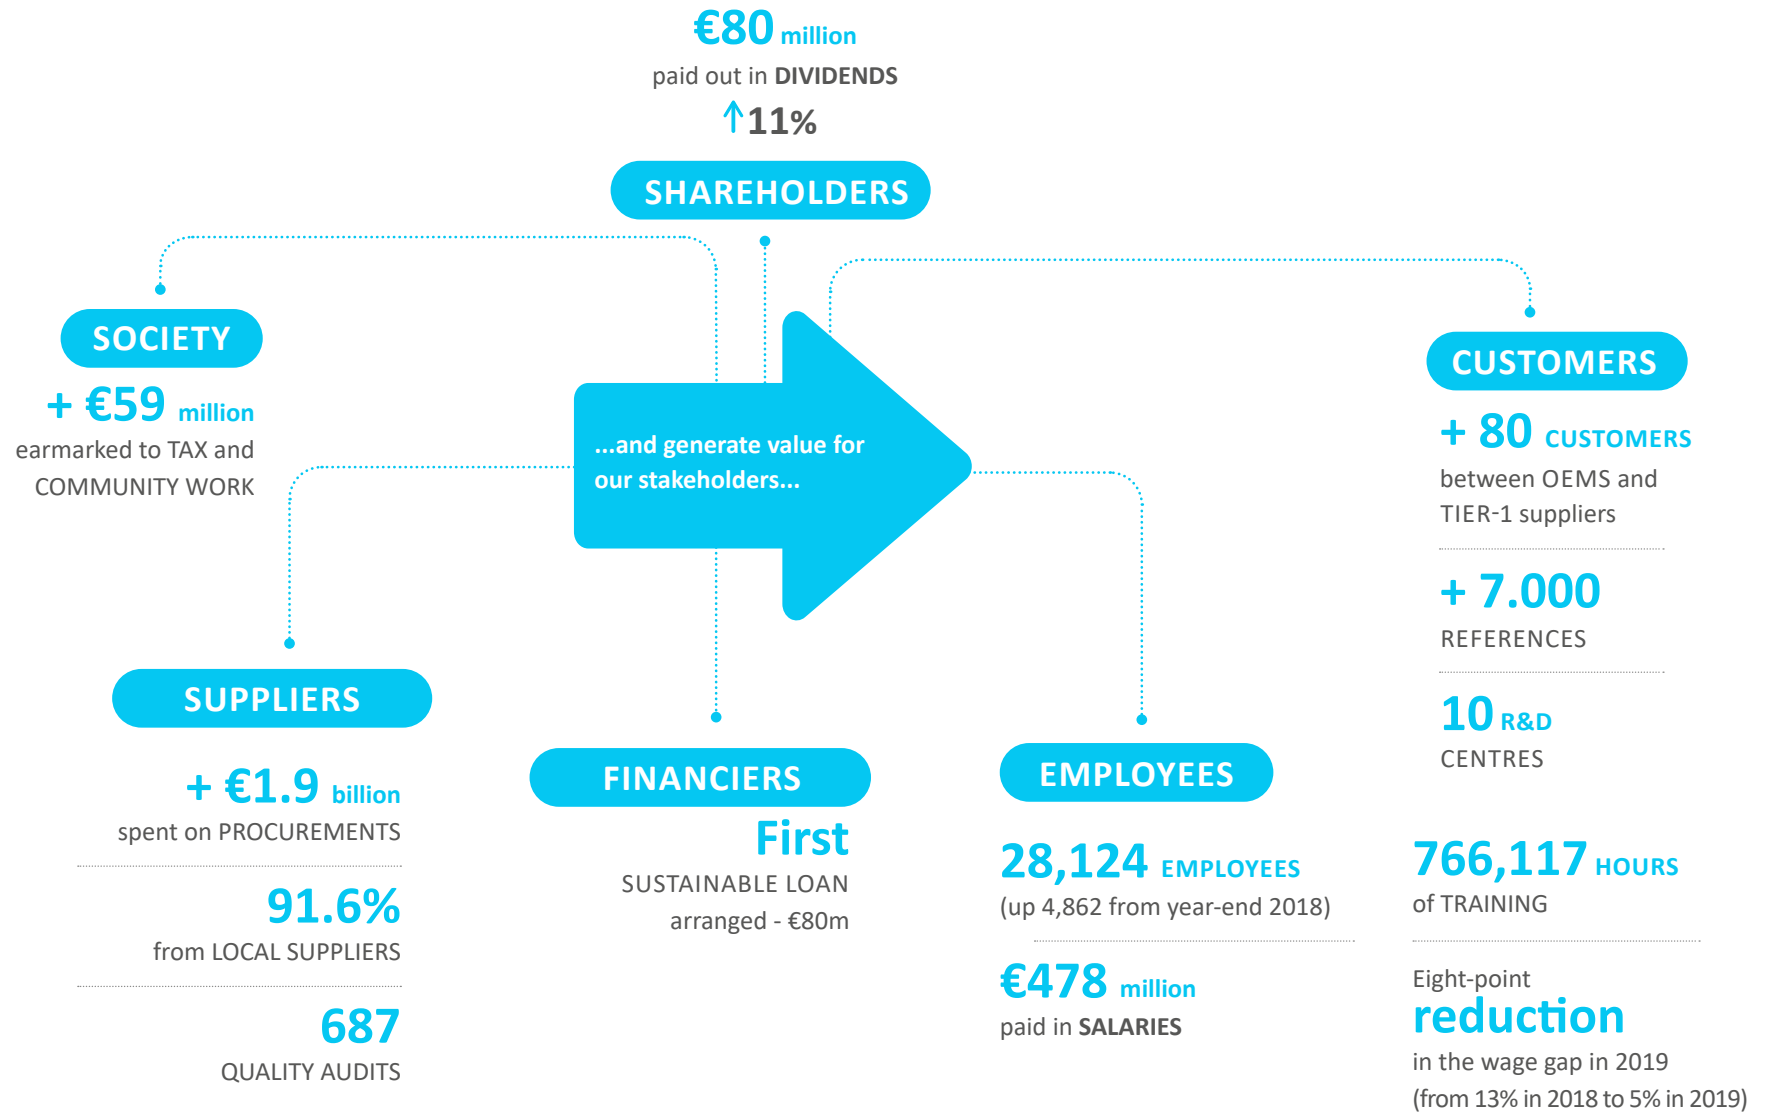 €80 million
paid out in DIVIDENDS
↑11%
SHAREHOLDERS
SOCIETY
+ €59 million
earmarked to TAX and
COMMUNITY WORK
...and generate value for
our stakeholders...
CUSTOMERS
+ 80 CUSTOMERS
between OEMS and
TIER-1 suppliers
+ 7.000
REFERENCES
10 R&D
CENTRES
SUPPLIERS
+ €1.9 billion
spent on PROCUREMENTS
91.6%
from LOCAL SUPPLIERS
687
QUALITY AUDITS
FINANCIERS
First
SUSTAINABLE LOAN
arranged - €80m
EMPLOYEES
28,124 EMPLOYEES
(up 4,862 from year-end 2018)
€478 million
paid in SALARIES
766,117 HOURS
of TRAINING
Eight-point
reduction
in the wage gap in 2019
(from 13% in 2018 to 5% in 2019)